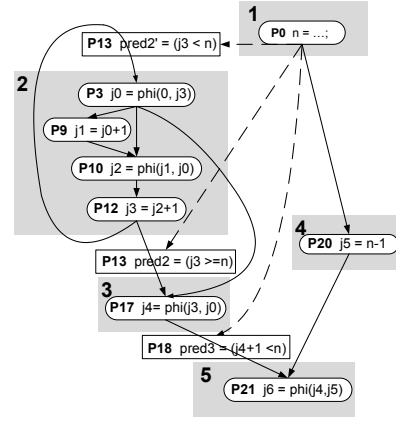 1
P0 n = ...;
P13 pred2' = (j3 < n)
2
P3 j0 = phi(0, j3)
P9 j1 = j0+1
P10 j2 = phi(j1, j0)
P12 j3 = j2+1
4
P20 j5 = n-1
P13 pred2 = (j3 >=n)
3
P17 j4= phi(j3, j0)
P18 pred3 = (j4+1 <n)
5
P21 j6 = phi(j4,j5)